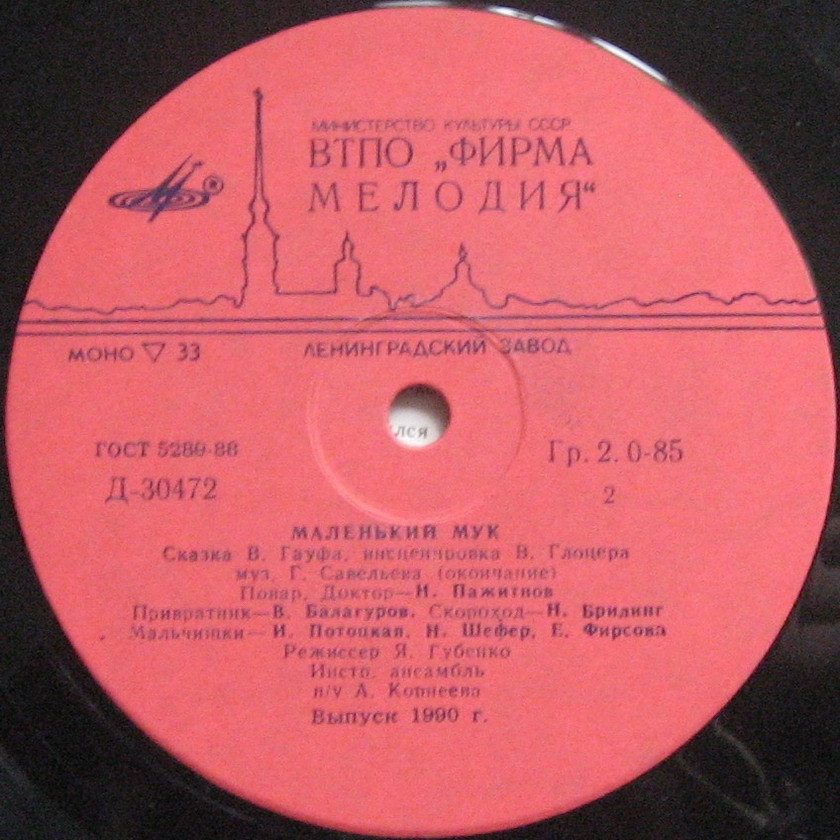 МИНИСТЕРСТВО КУЛЬТУРЫ СССР
ВТПО „ФИРМА
МЕЛОДИЯ“
®
МОНО ▽ 33
ЛЕНИНГРАДСКИЙ ЗАВОД
лся
ГОСТ 5289-88
Гр. 2. 0-85
Д-30472
2
МАЛЕНЬКИЙ МУК
Сказка В. Гауфа, инсценировка В. Глоцера
муз. Г. Савельева (окончание)
Повар, Доктор—И. Пажитнов
Привратник—В. Балагуров, Скороход—Н. Брилинг
Мальчишки—И. Потоцкая, Н. Шефер, Е. Фирсова
Режиссер Я. Губенко
Инстр. ансамбль
п/у А. Корнеева
Выпуск 1990 г.